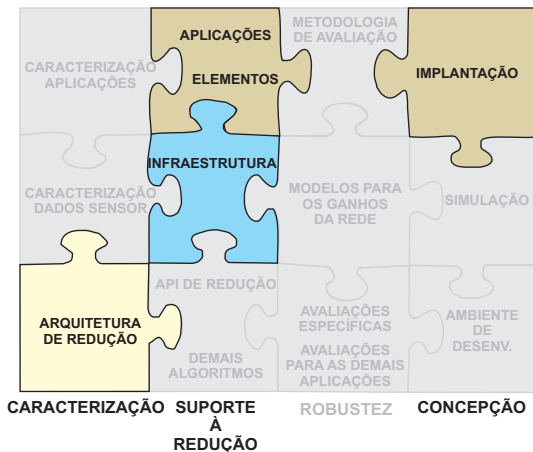 METODOLOGIA
DE AVALIAÇÃO
APLICAÇÕES
CARACTERIZAÇÃO
APLICAÇÕES
ELEMENTOS
IMPLANTAÇÃO
INFRAESTRUTURA
CARACTERIZAÇÃO
DADOS SENSOR
MODELOS PARA
OS GANHOS
DA REDE
SIMULAÇÃO
API DE REDUÇÃO
ARQUITETURA
DE REDUÇÃO
AVALIAÇÕES
ESPECÍFICAS
AMBIENTE
DE
DESENV.
DEMAIS
ALGORITMOS
AVALIAÇÕES
PARA AS DEMAIS
APLICAÇÕES
CARACTERIZAÇÃO
SUPORTE
À
REDUÇÃO
ROBUSTEZ
CONCEPÇÃO